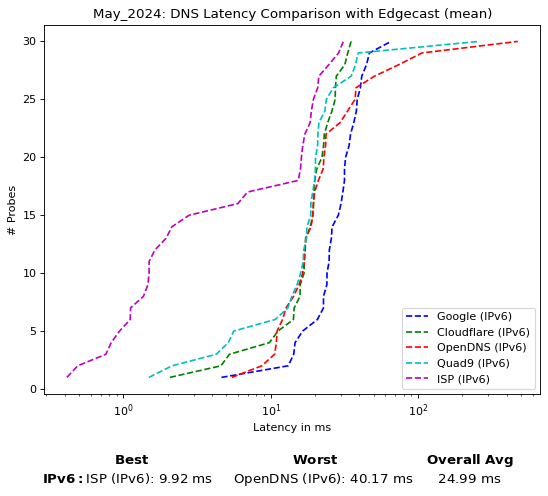 May_2024: DNS Latency Comparison with Edgecast (mean)
30
25
20
15
10
5
0
# Probes
Google (IPv6)
Cloudflare (IPv6)
OpenDNS (IPv6)
Quad9 (IPv6)
ISP (IPv6)
10⁰ 10¹ 10²
Latency in ms
Best Worst Overall Avg
IPv6: ISP (IPv6): 9.92 ms OpenDNS (IPv6): 40.17 ms 24.99 ms